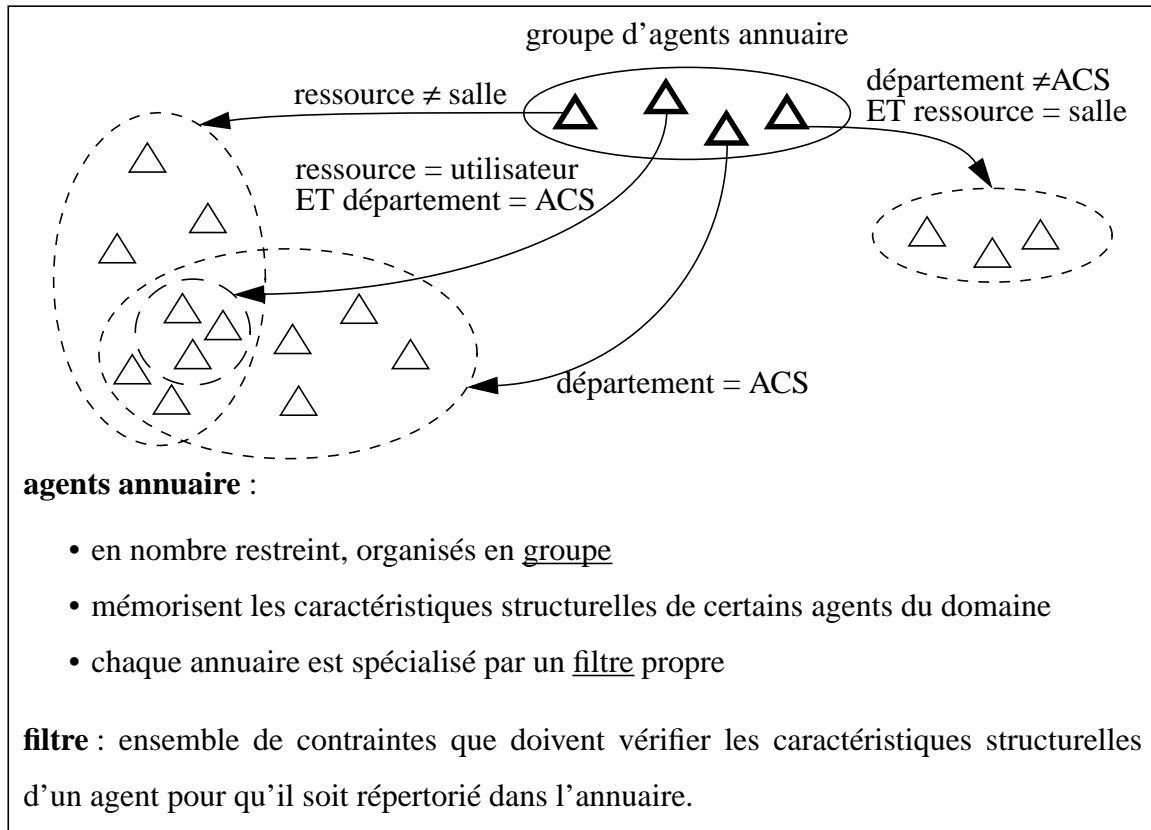 groupe d'agents annuaire
ressource ≠ salle
département ≠ACS
ET ressource = salle
ressource = utilisateur
ET département = ACS
département = ACS
agents annuaire :
• en nombre restreint, organisés en groupe
• mémorisent les caractéristiques structurelles de certains agents du domaine
• chaque annuaire est spécialisé par un filtre propre
filtre : ensemble de contraintes que doivent vérifier les caractéristiques structurelles
d'un agent pour qu'il soit répertorié dans l'annuaire.